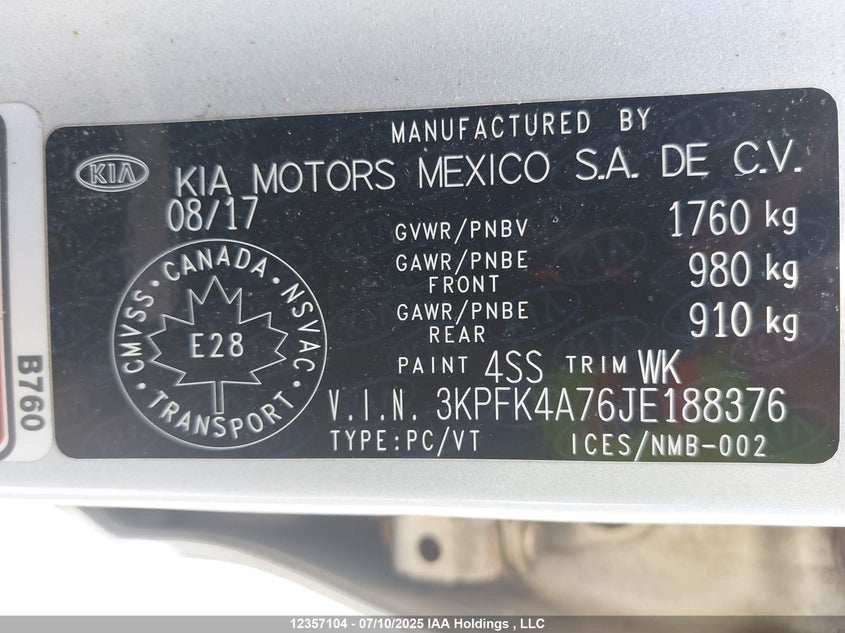 MANUFACTURED BY
KIA
KIA MOTORS MEXICO S.A. DE C.V.
08/17
GVWR/PNBV 1760 kg
GAWR/PNBE FRONT 980 kg
GAWR/PNBE REAR 910 kg
PAINT 4SS TRIM WK
V.I.N. 3KPFK4A76JE188376
TYPE:PC/VT ICES/NMB-002
CANADA · NSVAC · TRANSPORT · CMVSS ·
E28
B760
12357104 - 07/10/2025 IAA Holdings , LLC